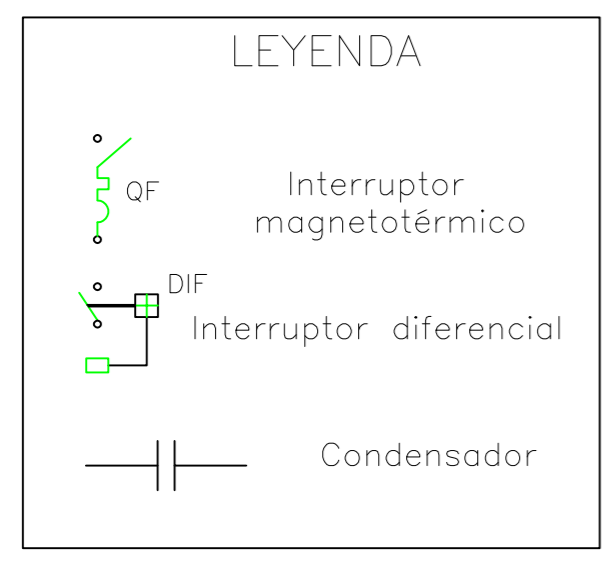 LEYENDA
QF
Interruptor
magnetotérmico
DIF
Interruptor diferencial
Condensador